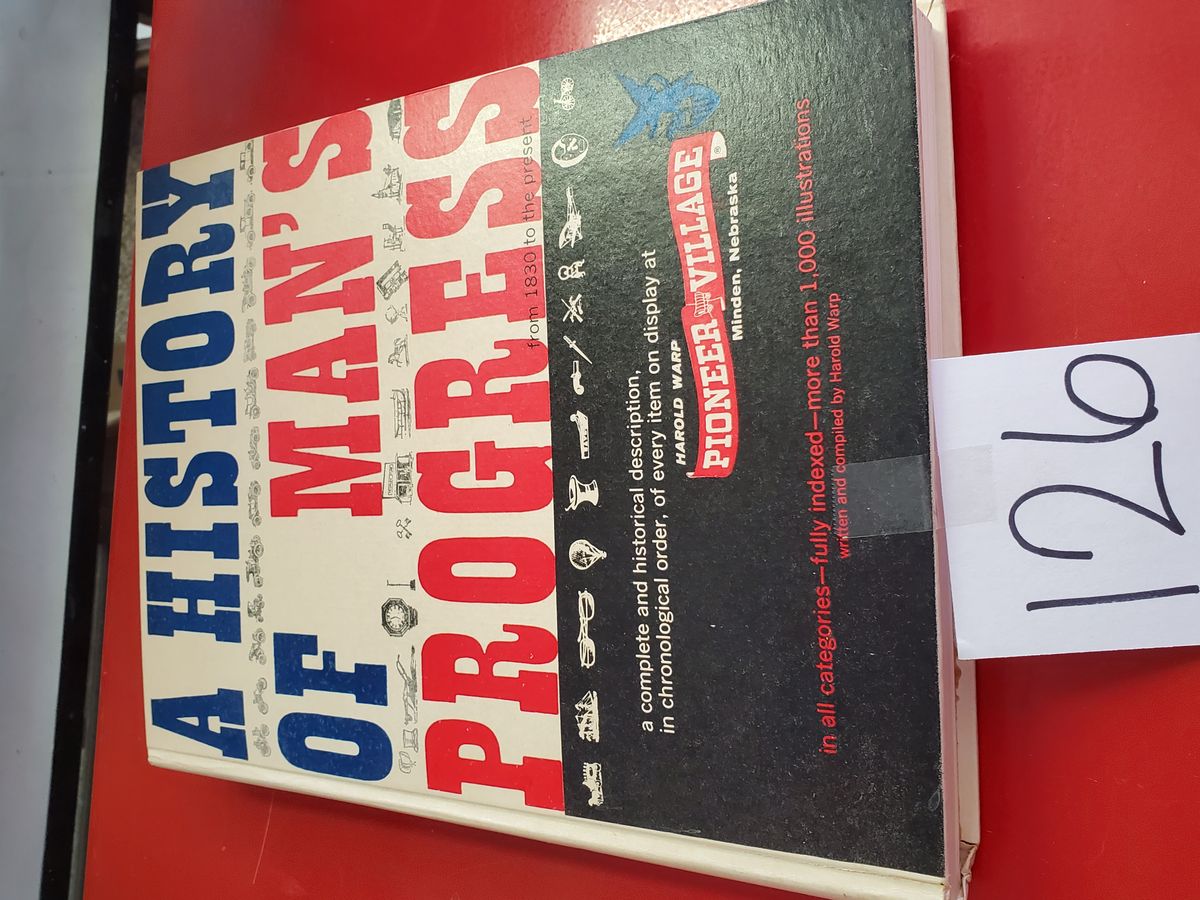 A HISTORY
OF MAN'S
PROGRESS
from 1830 to the present
a complete and historical description,
in chronological order, of every item on display at
HAROLD WARP
PIONEER VILLAGE ®
Minden, Nebraska
in all categories—fully indexed—more than 1,000 illustrations
written and compiled by Harold Warp
126